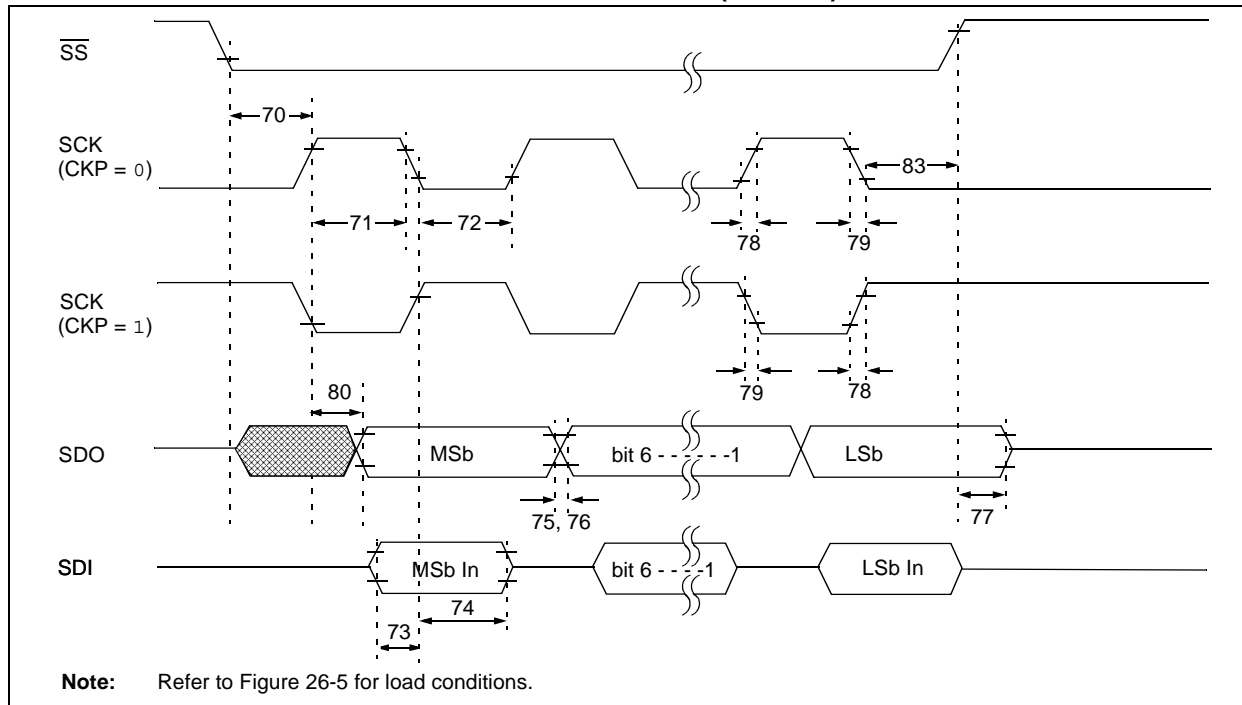 SS
70
SCK
(CKP = 0)
83
71
72
78
79
SCK
(CKP = 1)
80
79
78
SDO
MSb
bit 6 - - - - - - -1
LSb
75, 76
77
SDI
MSb In
bit 6 - - - - -1
LSb In
74
73
Note: Refer to Figure 26-5 for load conditions.